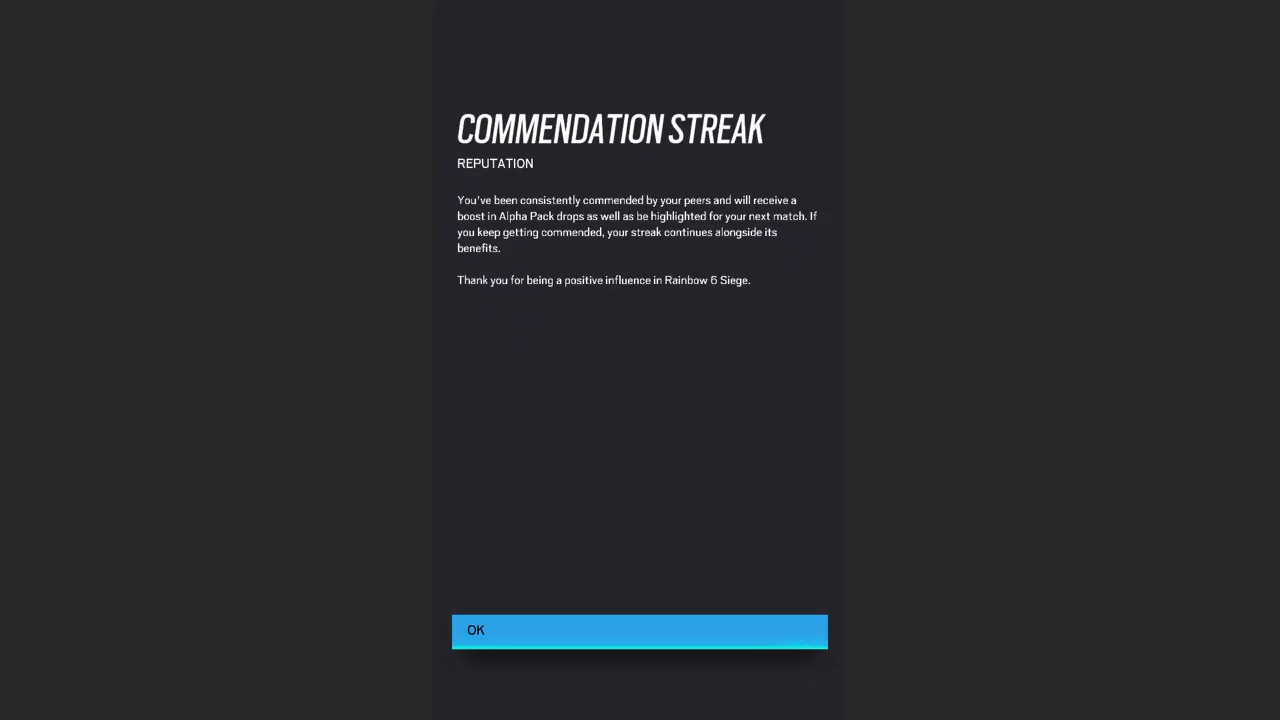 COMMENDATION STREAK
REPUTATION
You've been consistently commended by your peers and will receive a
boost in Alpha Pack drops as well as be highlighted for your next match. If
you keep getting commended, your streak continues alongside its
benefits.
Thank you for being a positive influence in Rainbow 6 Siege.
OK